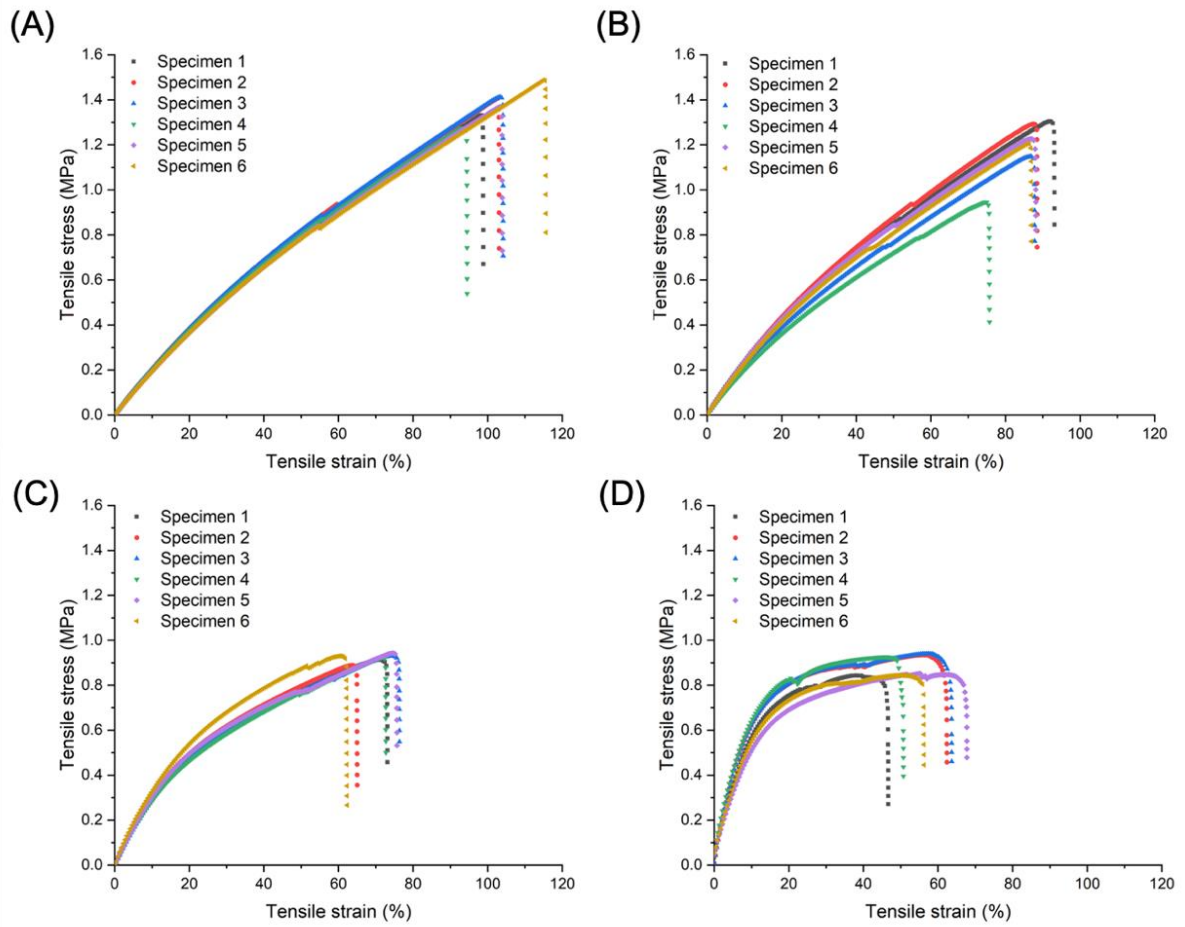 (A)
1.6
1.4
1.2
1.0
0.8
0.6
0.4
0.2
0.0
Tensile stress (MPa)
Specimen 1
Specimen 2
Specimen 3
Specimen 4
Specimen 5
Specimen 6
0 20 40 60 80 100 120
Tensile strain (%)
(B)
1.6
1.4
1.2
1.0
0.8
0.6
0.4
0.2
0.0
Tensile stress (MPa)
Specimen 1
Specimen 2
Specimen 3
Specimen 4
Specimen 5
Specimen 6
0 20 40 60 80 100 120
Tensile strain (%)
(C)
1.6
1.4
1.2
1.0
0.8
0.6
0.4
0.2
0.0
Tensile stress (MPa)
Specimen 1
Specimen 2
Specimen 3
Specimen 4
Specimen 5
Specimen 6
0 20 40 60 80 100 120
Tensile strain (%)
(D)
1.6
1.4
1.2
1.0
0.8
0.6
0.4
0.2
0.0
Tensile stress (MPa)
Specimen 1
Specimen 2
Specimen 3
Specimen 4
Specimen 5
Specimen 6
0 20 40 60 80 100 120
Tensile strain (%)